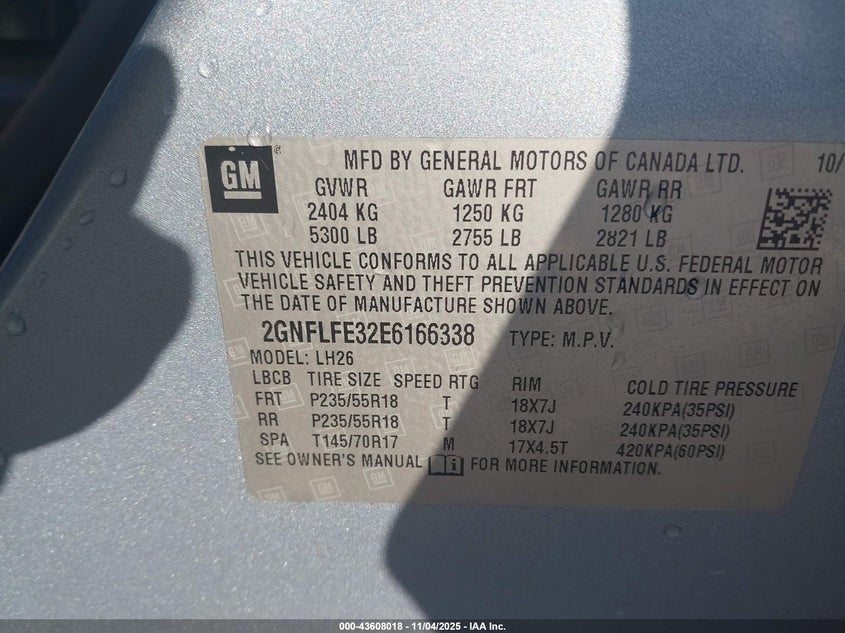 GM
MFD BY GENERAL MOTORS OF CANADA LTD. 10/
GVWR GAWR FRT GAWR RR
2404 KG 1250 KG 1280 KG
5300 LB 2755 LB 2821 LB
THIS VEHICLE CONFORMS TO ALL APPLICABLE U.S. FEDERAL MOTOR
VEHICLE SAFETY AND THEFT PREVENTION STANDARDS IN EFFECT ON
THE DATE OF MANUFACTURE SHOWN ABOVE.
2GNFLFE32E6166338 TYPE: M.P.V.
MODEL: LH26
LBCB TIRE SIZE SPEED RTG RIM COLD TIRE PRESSURE
FRT P235/55R18 T 18X7J 240KPA(35PSI)
RR P235/55R18 T 18X7J 240KPA(35PSI)
SPA T145/70R17 M 17X4.5T 420KPA(60PSI)
SEE OWNER'S MANUAL FOR MORE INFORMATION.
000-43608018 - 11/04/2025 - IAA Inc.